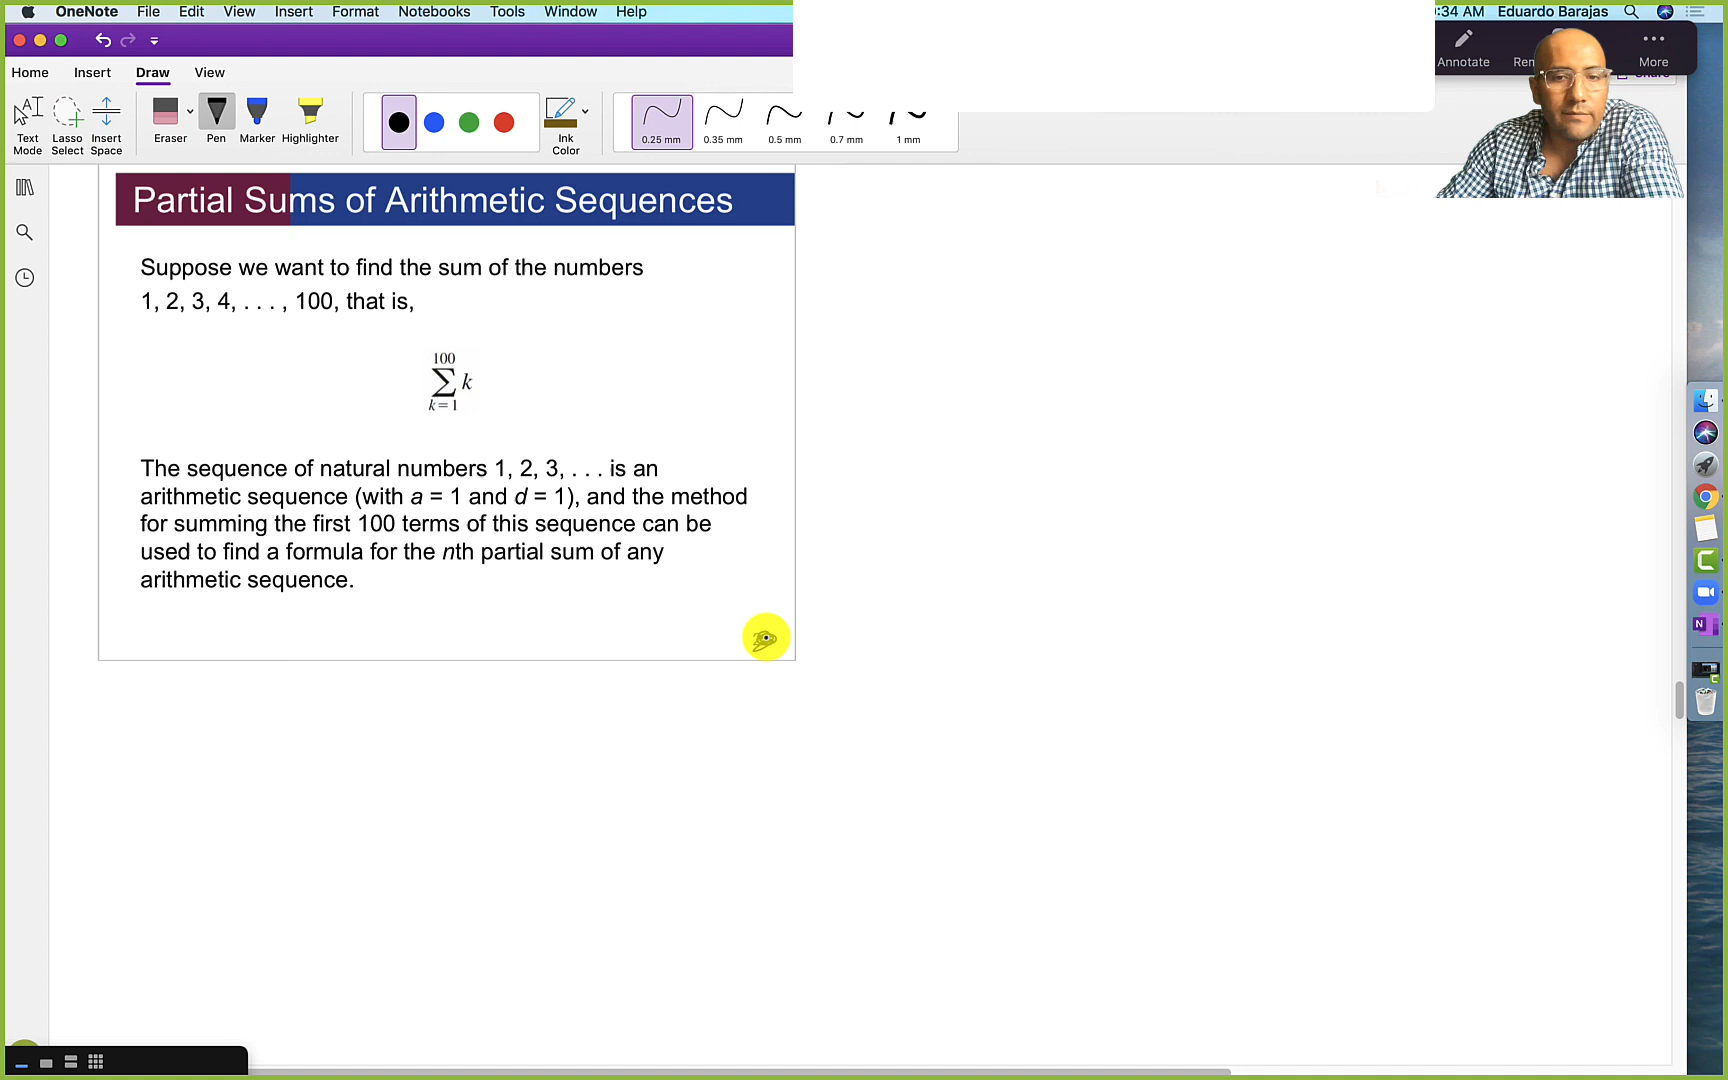 OneNote File Edit View Insert Format Notebooks Tools Window Help
:34 AM Eduardo Barajas
Home Insert Draw View
Annotate
More
Text Mode
Lasso Select
Insert Space
Eraser
Pen
Marker
Highlighter
Ink Color
0.25 mm 0.35 mm 0.5 mm 0.7 mm 1 mm
Partial Sums of Arithmetic Sequences
Suppose we want to find the sum of the numbers
1, 2, 3, 4, . . . , 100, that is,
100
∑ k
k=1
The sequence of natural numbers 1, 2, 3, . . . is an
arithmetic sequence (with a = 1 and d = 1), and the method
for summing the first 100 terms of this sequence can be
used to find a formula for the nth partial sum of any
arithmetic sequence.